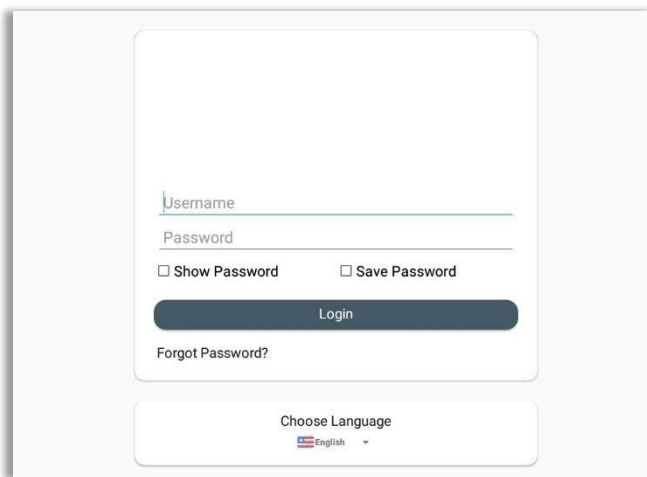 Username
Password
Show Password Save Password
Login
Forgot Password?
Choose Language
English